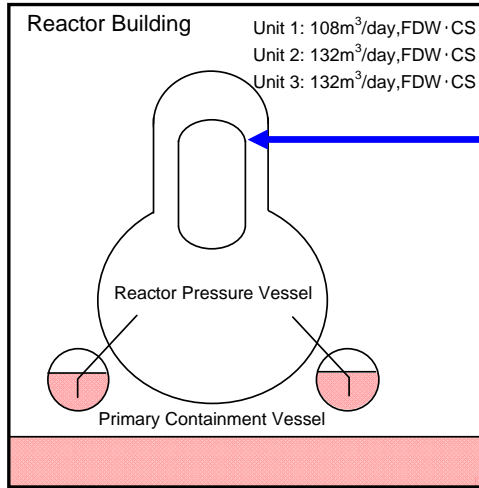 Reactor Building
Unit 1: 108m³/day,FDW･CS
Unit 2: 132m³/day,FDW･CS
Unit 3: 132m³/day,FDW･CS
Reactor Pressure Vessel
Primary Containment Vessel